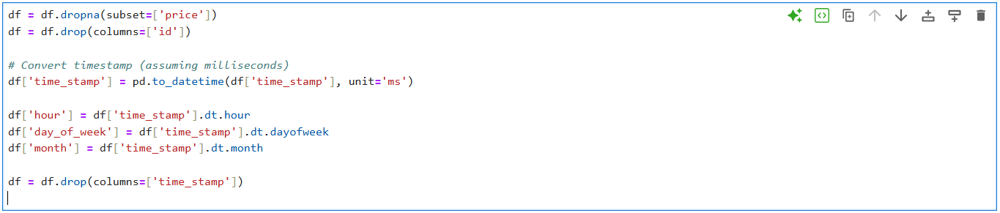 df = df.dropna(subset=['price'])
df = df.drop(columns=['id'])
# Convert timestamp (assuming milliseconds)
df['time_stamp'] = pd.to_datetime(df['time_stamp'], unit='ms')
df['hour'] = df['time_stamp'].dt.hour
df['day_of_week'] = df['time_stamp'].dt.dayofweek
df['month'] = df['time_stamp'].dt.month
df = df.drop(columns=['time_stamp'])